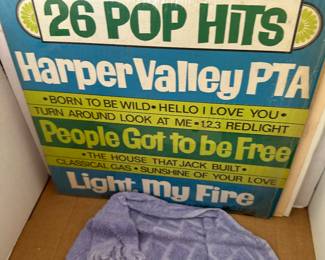 26 POP HITS
Harper Valley PTA
• BORN TO BE WILD • HELLO I LOVE YOU •
TURN AROUND LOOK AT ME • 1,2,3 REDLIGHT
People Got to be Free
• THE HOUSE THAT JACK BUILT •
CLASSICAL GAS • SUNSHINE OF YOUR LOVE
Light My Fire